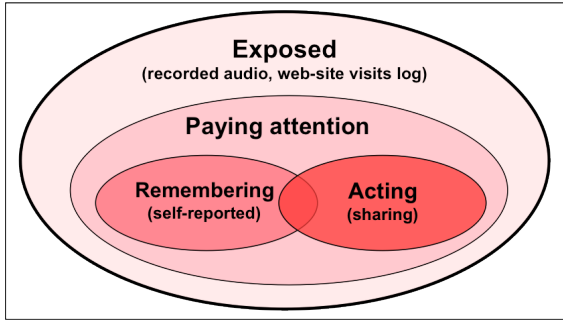 Exposed
(recorded audio, web-site visits log)
Paying attention
Remembering
(self-reported)
Acting
(sharing)